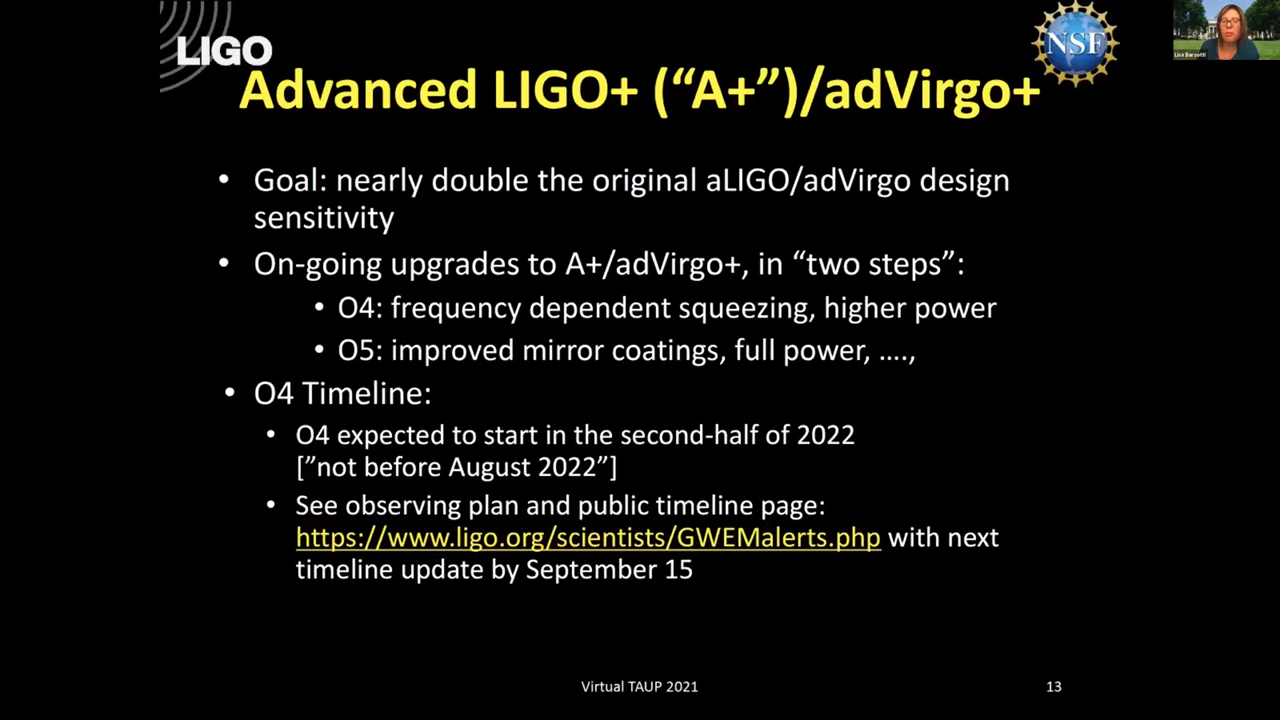 LIGO
NSF
Lisa Barsotti
Advanced LIGO+ (“A+”)/adVirgo+
• Goal: nearly double the original aLIGO/adVirgo design
sensitivity
• On-going upgrades to A+/adVirgo+, in “two steps”:
• O4: frequency dependent squeezing, higher power
• O5: improved mirror coatings, full power, ....,
• O4 Timeline:
• O4 expected to start in the second-half of 2022
[”not before August 2022”]
• See observing plan and public timeline page:
https://www.ligo.org/scientists/GWEMalerts.php with next
timeline update by September 15
Virtual TAUP 2021
13